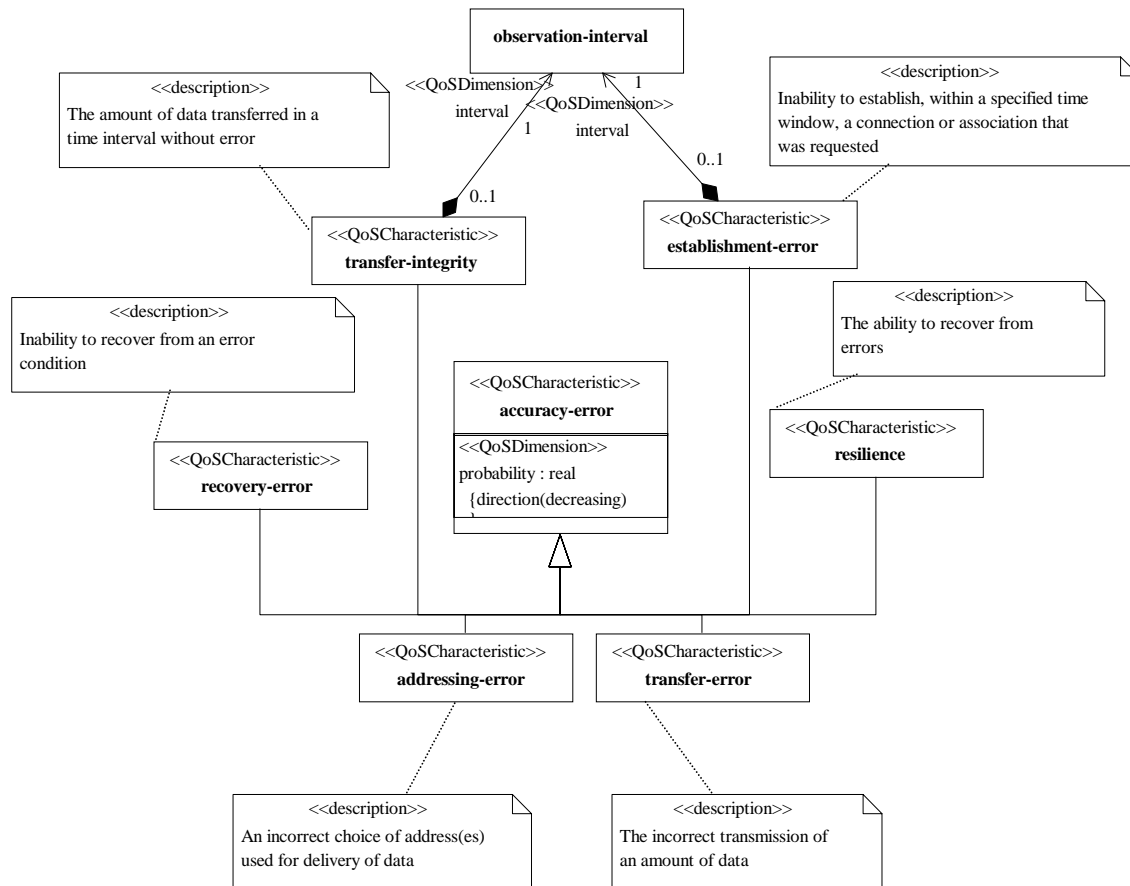 observation-interval
<<description>>
The amount of data transferred in a
time interval without error
<<QoSDimension>>
interval
1
1
<<QoSDimension>>
interval
<<description>>
Inability to establish, within a specified time
window, a connection or association that
was requested
0..1
0..1
<<QoSCharacteristic>>
transfer-integrity
<<QoSCharacteristic>>
establishment-error
<<description>>
Inability to recover from an error
condition
<<description>>
The ability to recover from
errors
<<QoSCharacteristic>>
accuracy-error
<<QoSDimension>>
probability : real
{direction(decreasing)
}
<<QoSCharacteristic>>
recovery-error
<<QoSCharacteristic>>
resilience
<<QoSCharacteristic>>
addressing-error
<<QoSCharacteristic>>
transfer-error
<<description>>
An incorrect choice of address(es)
used for delivery of data
<<description>>
The incorrect transmission of
an amount of data